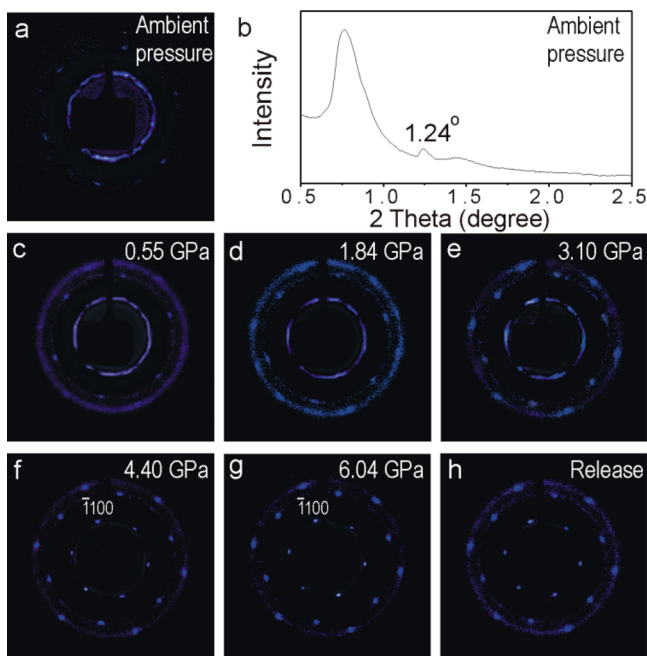 a
Ambient
pressure
b
Ambient
pressure
Intensity
1.24°
0.5 1.0 1.5 2.0 2.5
2 Theta (degree)
c 0.55 GPa
d 1.84 GPa
e 3.10 GPa
f 4.40 GPa
1̄100
g 6.04 GPa
1̄100
h Release